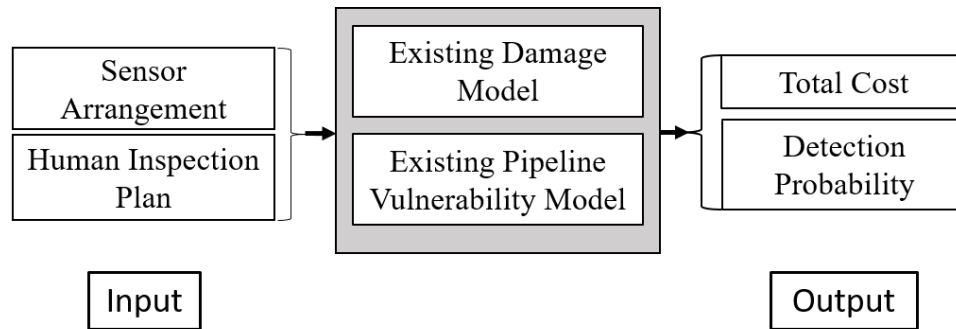 Sensor
Arrangement
Human Inspection
Plan
Existing Damage
Model
Existing Pipeline
Vulnerability Model
Total Cost
Detection
Probability
Input
Output